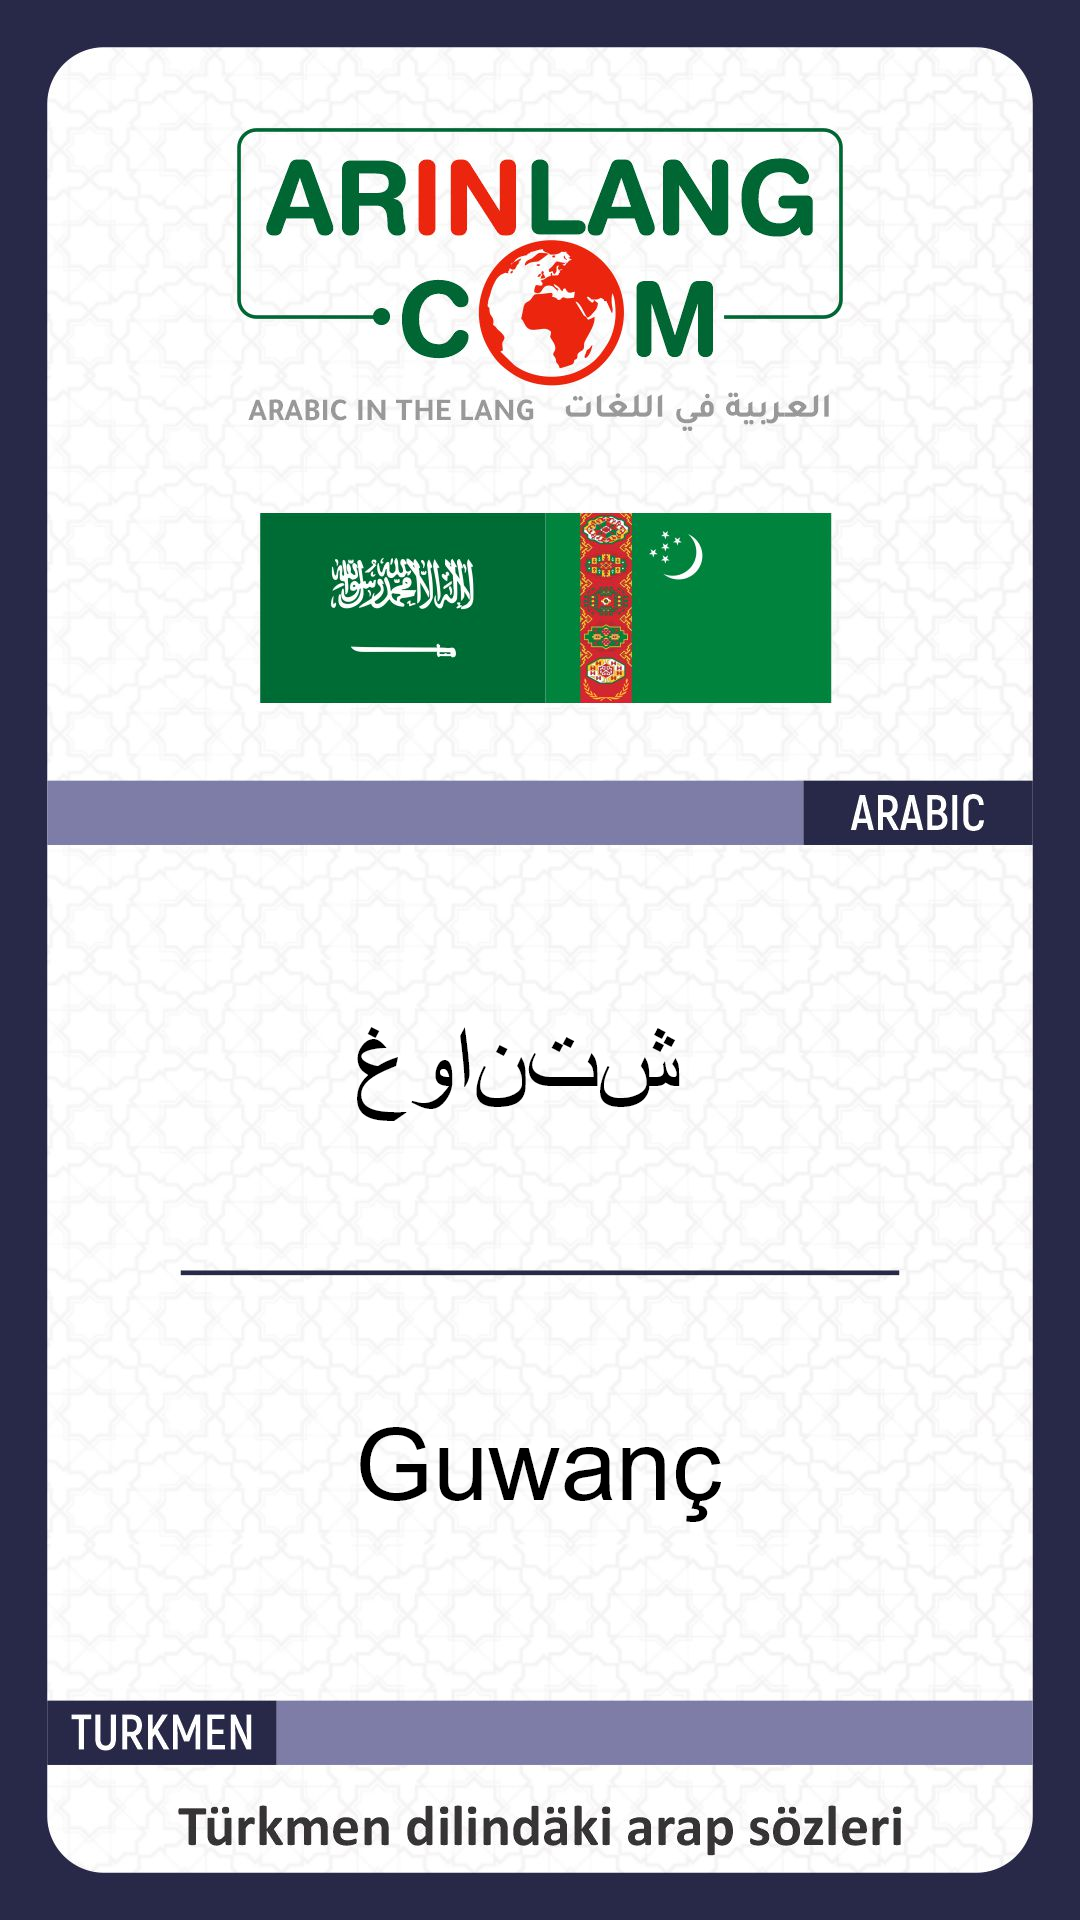 ARINLANG
.COM
ARABIC IN THE LANG العربية في اللغات
لا إله إلا الله محمد رسول الله
ARABIC
غوانتش
Guwanç
TURKMEN
Türkmen dilindäki arap sözleri